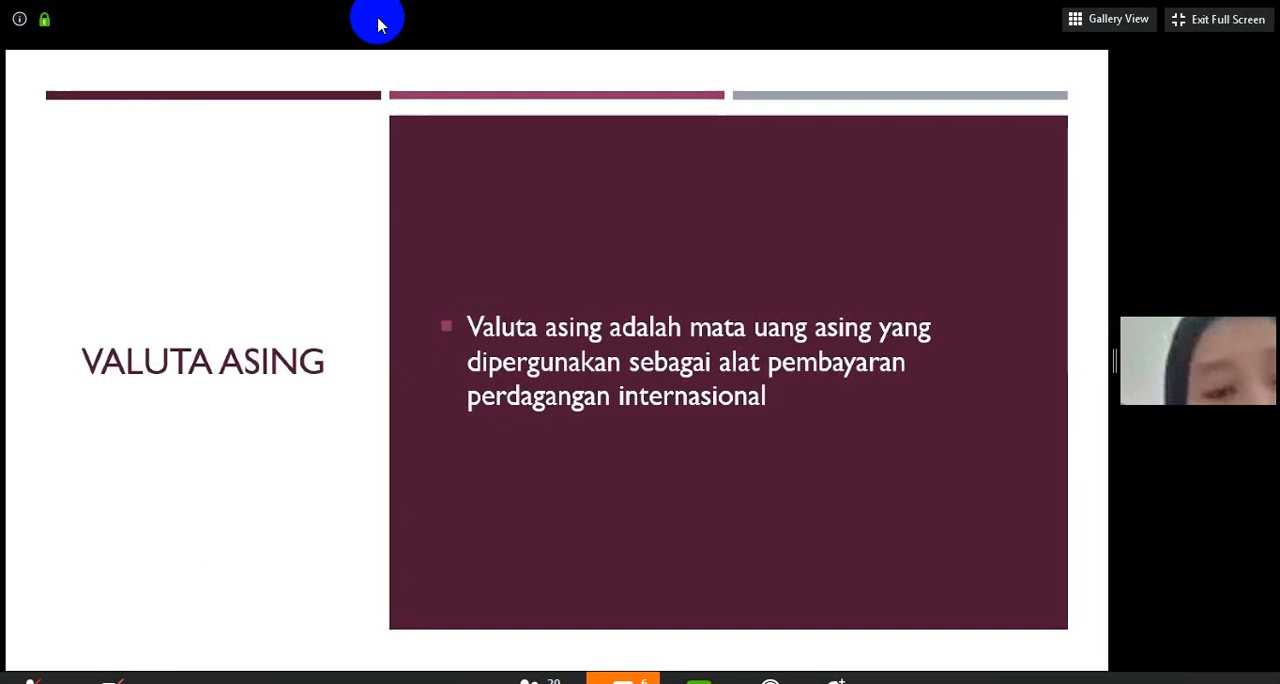 Gallery View
Exit Full Screen
VALUTA ASING
Valuta asing adalah mata uang asing yang
dipergunakan sebagai alat pembayaran
perdagangan internasional